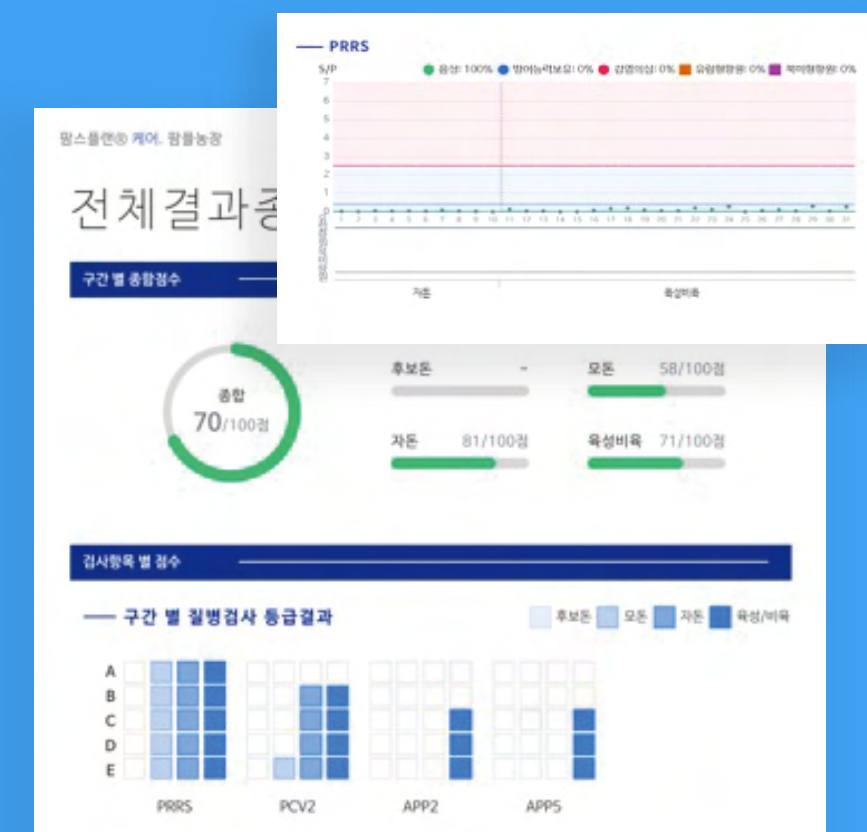 PRRS
S/P
음성: 100% 방어능력보유: 0% 감염의심: 0% 유럽형항원: 0% 북미형항원: 0%
7
6
5
4
3
2
1
0
1 2 3 4 5 6 7 8 9 10 11 12 13 14 15 16 17 18 19 20 21 22 23 24 25 26 27 28 29 30 31
자돈 육성비육
팜스플랜® 케어. 팜플농장
전체결과종
구간 별 종합점수
종합
70/100점
후보돈 -
모돈 58/100점
자돈 81/100점
육성비육 71/100점
검사항목 별 점수
구간 별 질병검사 등급결과
후보돈 모돈 자돈 육성/비육
A
B
C
D
E
PRRS PCV2 APP2 APP5